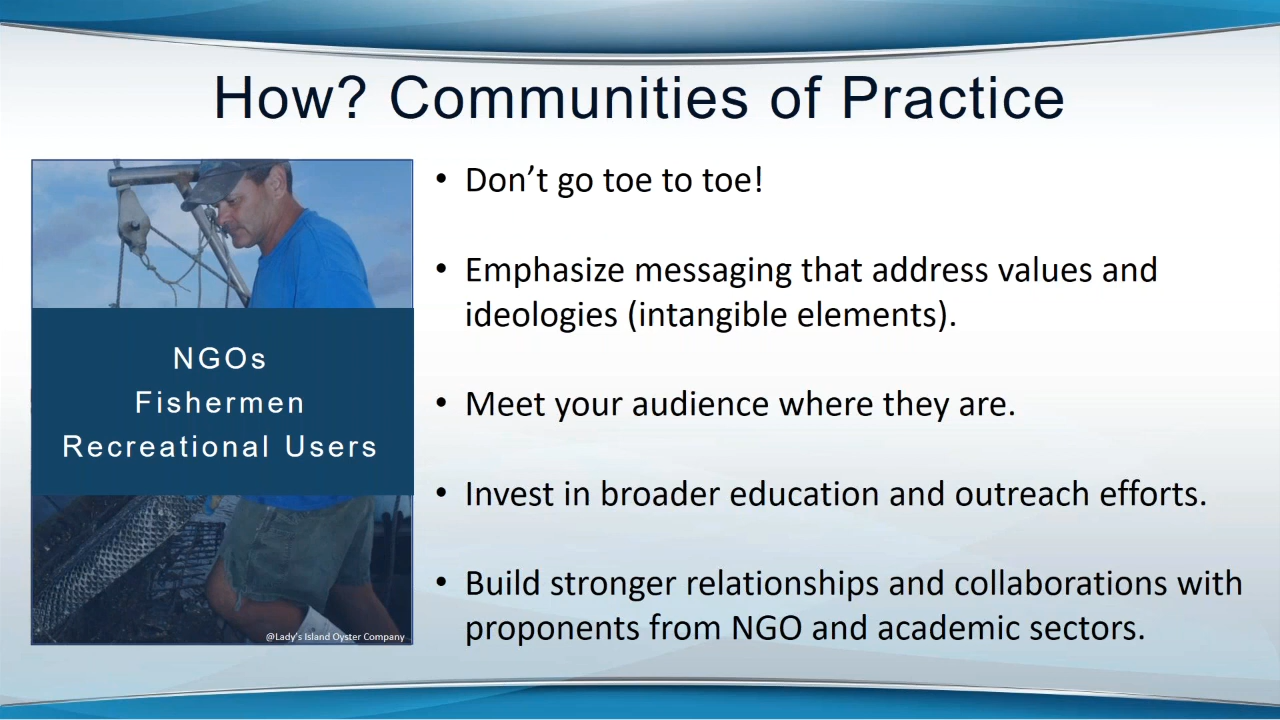 How? Communities of Practice
NGOs
Fishermen
Recreational Users
@Lady's Island Oyster Company
• Don't go toe to toe!
• Emphasize messaging that address values and
ideologies (intangible elements).
• Meet your audience where they are.
• Invest in broader education and outreach efforts.
• Build stronger relationships and collaborations with
proponents from NGO and academic sectors.